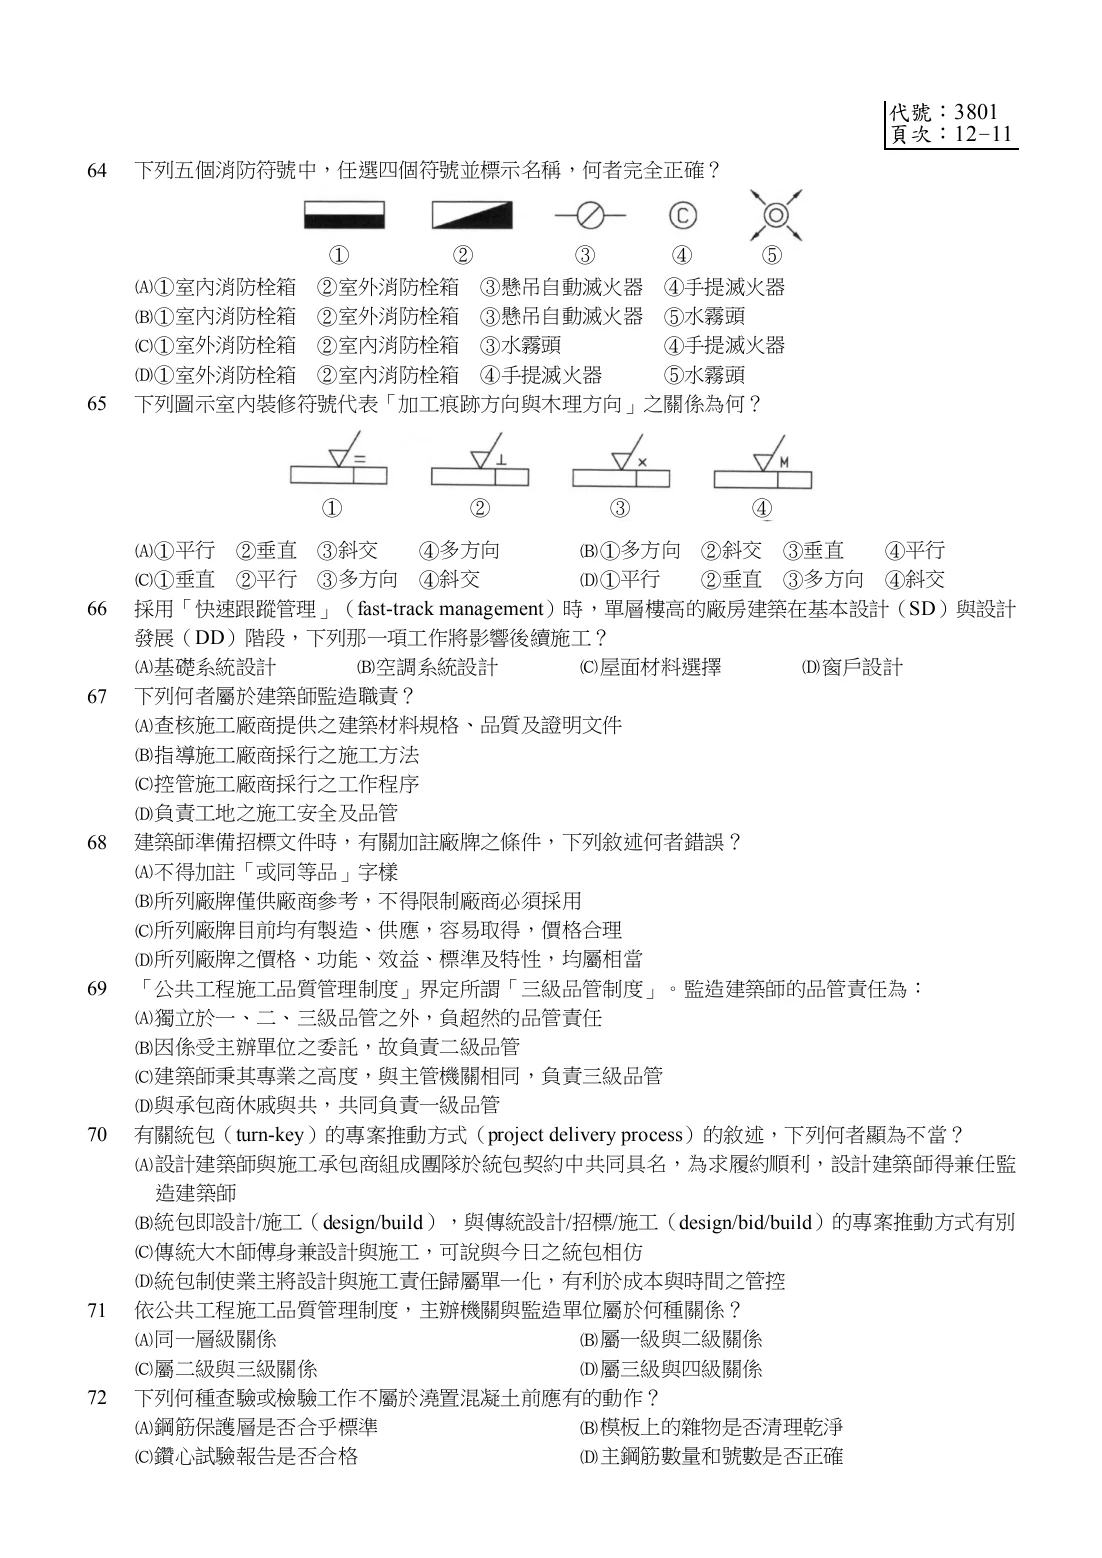 代號：3801
頁次：12－11
64 下列五個消防符號中，任選四個符號並標示名稱，何者完全正確？
C
① ② ③ ④ ⑤
(A)①室內消防栓箱 ②室外消防栓箱 ③懸吊自動滅火器 ④手提滅火器
(B)①室內消防栓箱 ②室外消防栓箱 ③懸吊自動滅火器 ⑤水霧頭
(C)①室外消防栓箱 ②室內消防栓箱 ③水霧頭 ④手提滅火器
(D)①室外消防栓箱 ②室內消防栓箱 ④手提滅火器 ⑤水霧頭
65 下列圖示室內裝修符號代表「加工痕跡方向與木理方向」之關係為何？
= ⊥ × M
① ② ③ ④
(A)①平行 ②垂直 ③斜交 ④多方向 (B)①多方向 ②斜交 ③垂直 ④平行
(C)①垂直 ②平行 ③多方向 ④斜交 (D)①平行 ②垂直 ③多方向 ④斜交
66 採用「快速跟蹤管理」（fast-track management）時，單層樓高的廠房建築在基本設計（SD）與設計
發展（DD）階段，下列那一項工作將影響後續施工？
(A)基礎系統設計 (B)空調系統設計 (C)屋面材料選擇 (D)窗戶設計
67 下列何者屬於建築師監造職責？
(A)查核施工廠商提供之建築材料規格、品質及證明文件
(B)指導施工廠商採行之施工方法
(C)控管施工廠商採行之工作程序
(D)負責工地之施工安全及品管
68 建築師準備招標文件時，有關加註廠牌之條件，下列敘述何者錯誤？
(A)不得加註「或同等品」字樣
(B)所列廠牌僅供廠商參考，不得限制廠商必須採用
(C)所列廠牌目前均有製造、供應，容易取得，價格合理
(D)所列廠牌之價格、功能、效益、標準及特性，均屬相當
69 「公共工程施工品質管理制度」界定所謂「三級品管制度」。監造建築師的品管責任為：
(A)獨立於一、二、三級品管之外，負超然的品管責任
(B)因係受主辦單位之委託，故負責二級品管
(C)建築師秉其專業之高度，與主管機關相同，負責三級品管
(D)與承包商休戚與共，共同負責一級品管
70 有關統包（turn-key）的專案推動方式（project delivery process）的敘述，下列何者顯為不當？
(A)設計建築師與施工承包商組成團隊於統包契約中共同具名，為求履約順利，設計建築師得兼任監
造建築師
(B)統包即設計/施工（design/build），與傳統設計/招標/施工（design/bid/build）的專案推動方式有別
(C)傳統大木師傅身兼設計與施工，可說與今日之統包相仿
(D)統包制使業主將設計與施工責任歸屬單一化，有利於成本與時間之管控
71 依公共工程施工品質管理制度，主辦機關與監造單位屬於何種關係？
(A)同一層級關係 (B)屬一級與二級關係
(C)屬二級與三級關係 (D)屬三級與四級關係
72 下列何種查驗或檢驗工作不屬於澆置混凝土前應有的動作？
(A)鋼筋保護層是否合乎標準 (B)模板上的雜物是否清理乾淨
(C)鑽心試驗報告是否合格 (D)主鋼筋數量和號數是否正確